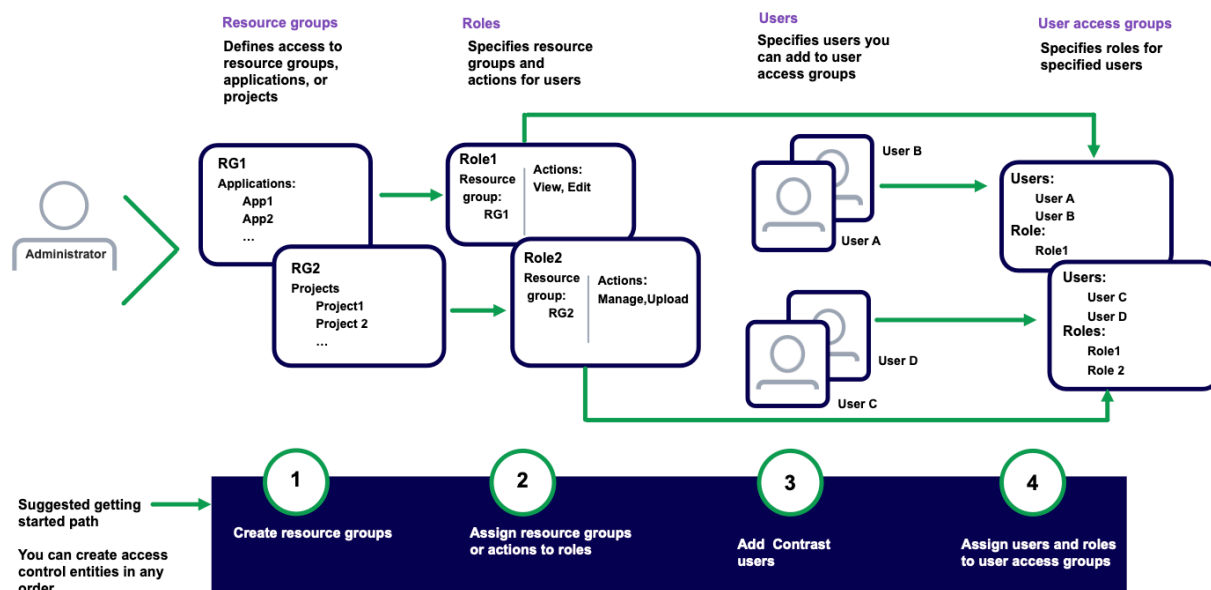 Resource groups
Defines access to
resource groups,
applications, or
projects
Roles
Specifies resource
groups and
actions for users
Users
Specifies users you
can add to user
access groups
User access groups
Specifies roles for
specified users
Administrator
RG1
Applications:
App1
App2
...
RG2
Projects
Project1
Project 2
...
Role1
Resource
group:
RG1
Actions:
View, Edit
Role2
Resource
group:
RG2
Actions:
Manage,Upload
User B
User A
User D
User C
Users:
User A
User B
Role:
Role1
Users:
User C
User D
Roles:
Role1
Role 2
Suggested getting
started path
You can create access
control entities in any
order
1
Create resource groups
2
Assign resource groups
or actions to roles
3
Add Contrast
users
4
Assign users and roles
to user access groups